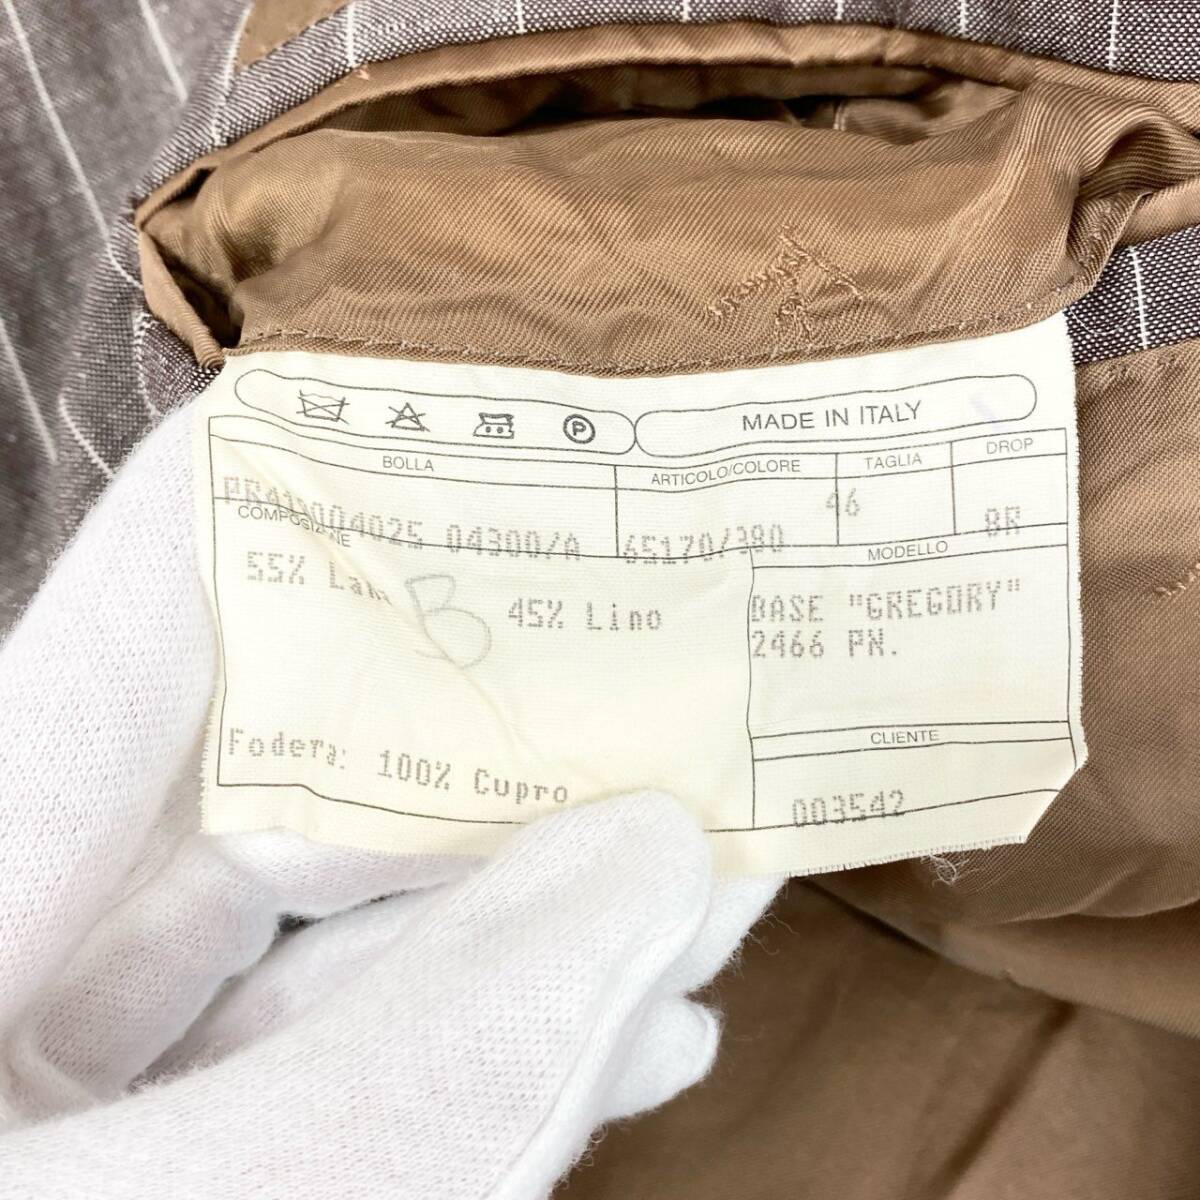 P
MADE IN ITALY
BOLLA
ARTICOLO/COLORE
TAGLIA
DROP
04300/A
65170/380
46
8R
55% Lana
45% Lino
B
MODELLO
BASE "GREGORY"
2466 PN.
Fodera: 100% Cupro
CLIENTE
003542